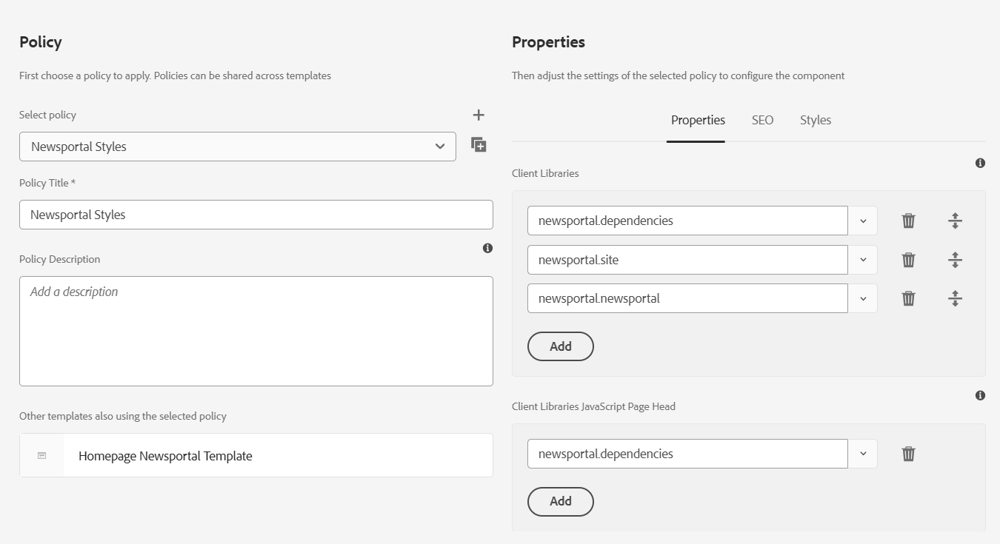 Policy
First choose a policy to apply. Policies can be shared across templates
Select policy
Newsportal Styles
Policy Title *
Newsportal Styles
Policy Description
Add a description
Other templates also using the selected policy
Homepage Newsportal Template
Properties
Then adjust the settings of the selected policy to configure the component
Properties SEO Styles
Client Libraries
newsportal.dependencies
newsportal.site
newsportal.newsportal
Add
Client Libraries JavaScript Page Head
newsportal.dependencies
Add